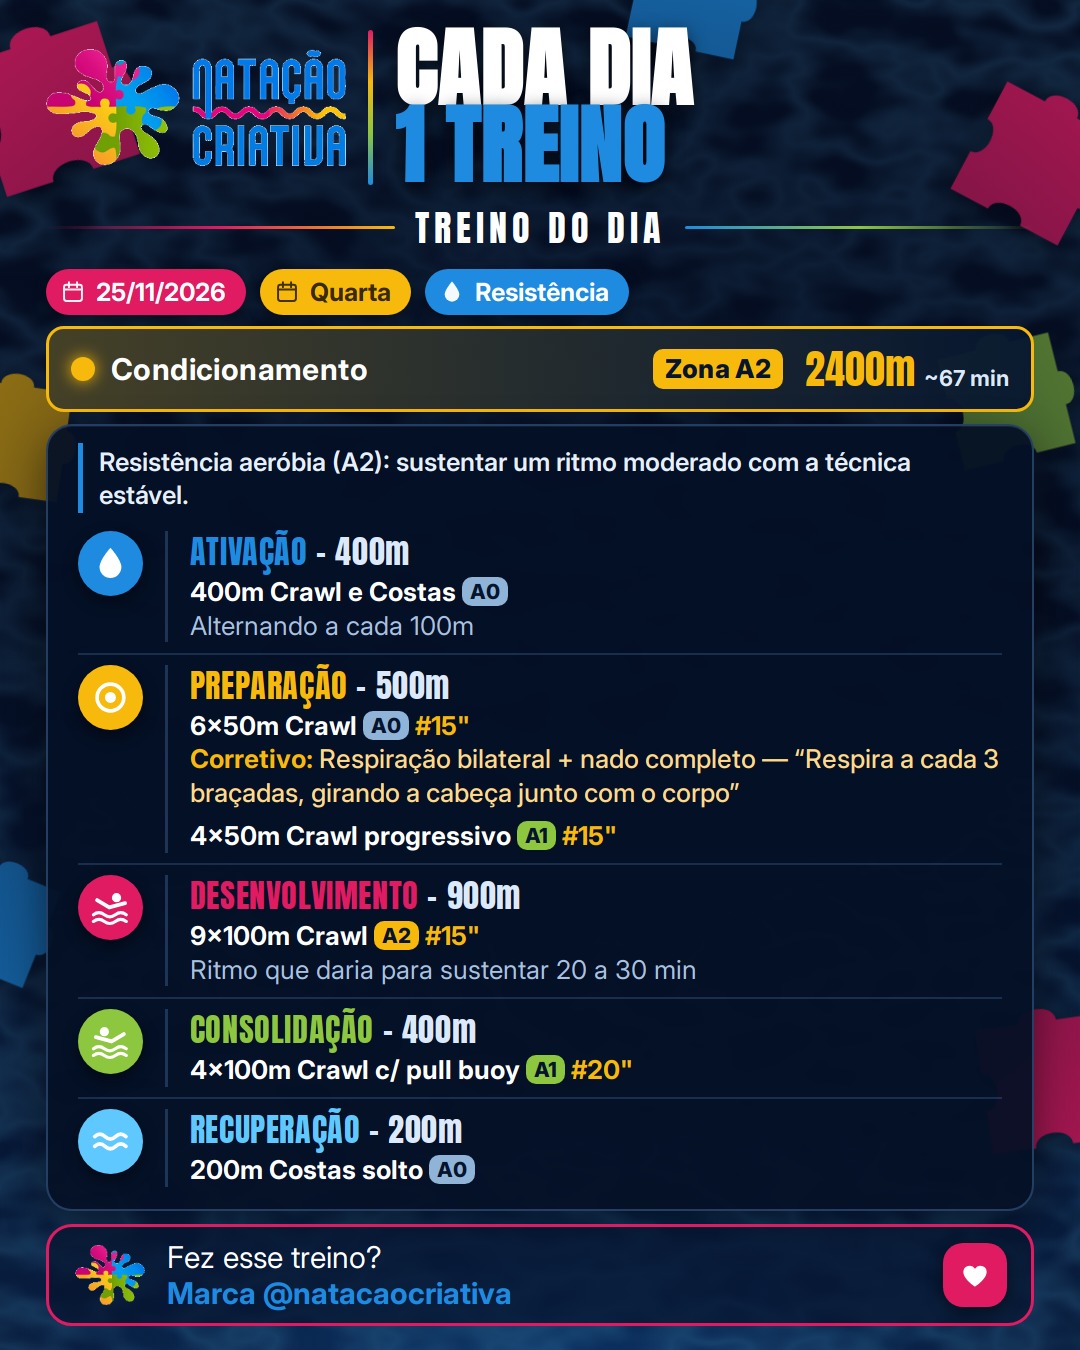 NATAÇÃO
CRIATIVA
CADA DIA
1 TREINO
TREINO DO DIA
25/11/2026
Quarta
Resistência
Condicionamento
Zona A2
2400m ~67 min
Resistência aeróbia (A2): sustentar um ritmo moderado com a técnica
estável.
ATIVAÇÃO - 400m
400m Crawl e Costas A0
Alternando a cada 100m
PREPARAÇÃO - 500m
6×50m Crawl A0 #15"
Corretivo: Respiração bilateral + nado completo — “Respira a cada 3
braçadas, girando a cabeça junto com o corpo”
4×50m Crawl progressivo A1 #15"
DESENVOLVIMENTO - 900m
9×100m Crawl A2 #15"
Ritmo que daria para sustentar 20 a 30 min
CONSOLIDAÇÃO - 400m
4×100m Crawl c/ pull buoy A1 #20"
RECUPERAÇÃO - 200m
200m Costas solto A0
Fez esse treino?
Marca @natacaocriativa